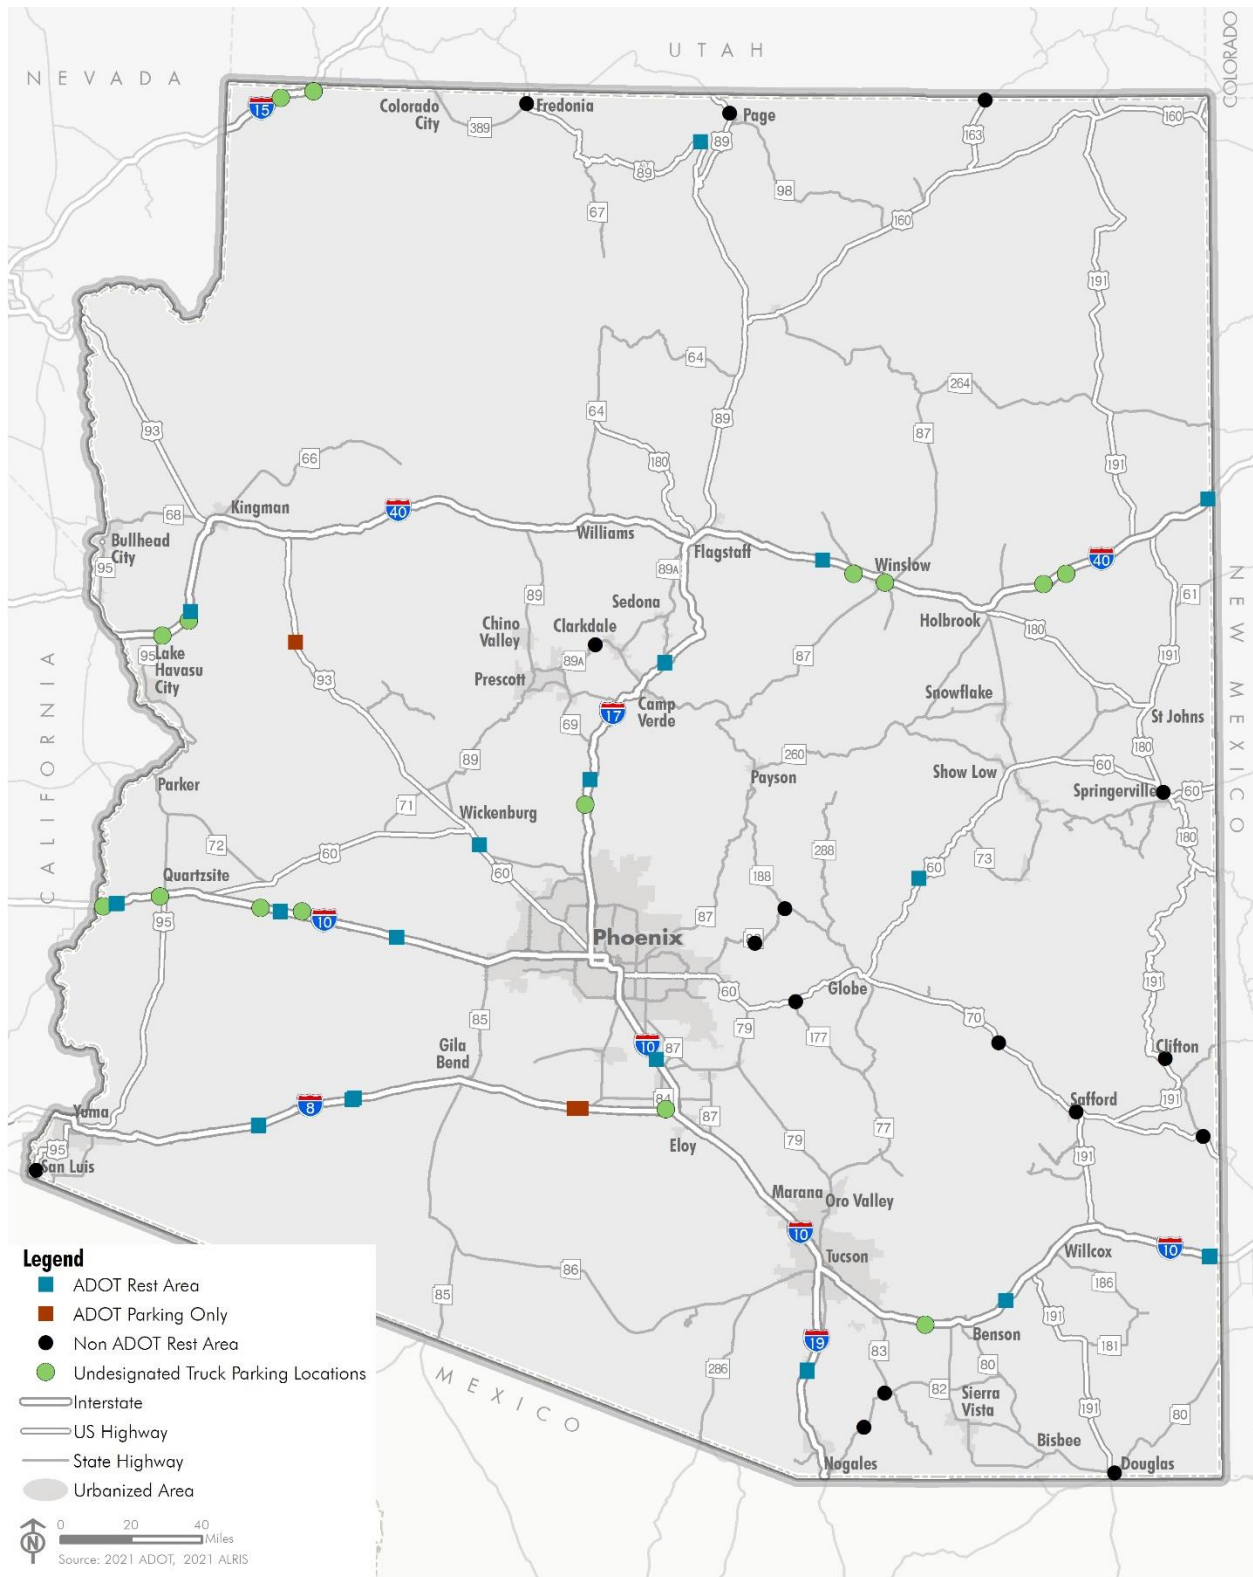 UTAH
COLORADO
NEVADA
15
Colorado
City
389
Fredonia
Page
89
163
160
89
98
67
160
191
64
264
93
64
89
87
66
180
191
Kingman
40
68
Williams
Flagstaff
Bullhead
City
95
89A
Winslow
40
NEW MEXICO
89
Sedona
61
Chino
Valley
Clarkdale
Holbrook
180
CALIFORNIA
95
Lake
Havasu
City
89A
87
191
93
Prescott
Snowflake
17
Camp
Verde
St Johns
69
180
89
260
Parker
Payson
Show Low
60
Springerville
60
71
Wickenburg
72
60
288
180
Quartzsite
60
188
60
73
95
10
87
Phoenix
Globe
60
191
85
79
70
Gila
Bend
10
87
177
Clifton
8
84
Yuma
87
Safford
191
95
Eloy
79
77
San Luis
191
Marana
Oro Valley
10
Legend
ADOT Rest Area
ADOT Parking Only
Non ADOT Rest Area
Undesignated Truck Parking Locations
Interstate
US Highway
State Highway
Urbanized Area
N
0 20 40
Miles
Source: 2021 ADOT, 2021 ALRIS
Tucson
Willcox
10
86
186
85
191
19
Benson
181
83
286
80
82
Sierra
Vista
191
80
MEXICO
Bisbee
Nogales
Douglas